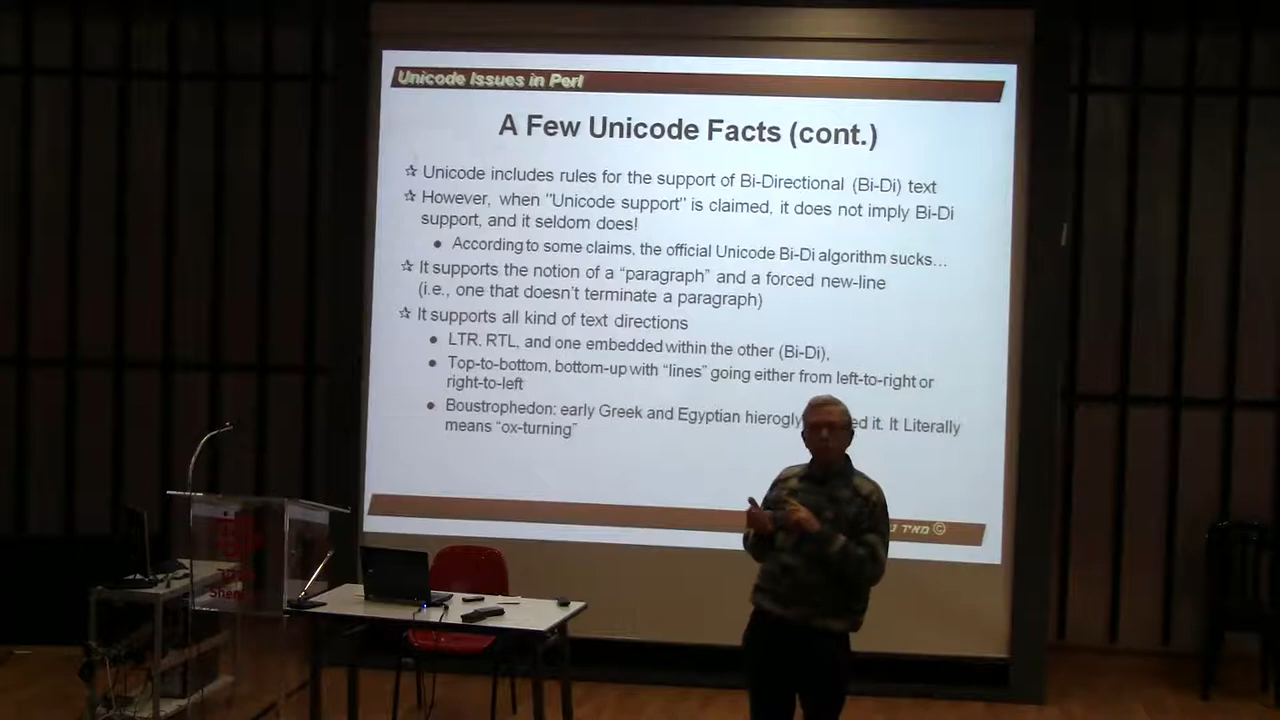 Unicode Issues in Perl
A Few Unicode Facts (cont.)
Unicode includes rules for the support of Bi-Directional (Bi-Di) text
However, when "Unicode support" is claimed, it does not imply Bi-Di
support, and it seldom does!
According to some claims, the official Unicode Bi-Di algorithm sucks…
It supports the notion of a “paragraph” and a forced new-line
(i.e., one that doesn’t terminate a paragraph)
It supports all kind of text directions
LTR, RTL, and one embedded within the other (Bi-Di),
Top-to-bottom, bottom-up with “lines” going either from left-to-right or
right-to-left
Boustrophedon: early Greek and Egyptian it. It Literally
means “ox-turning”
© מאיר